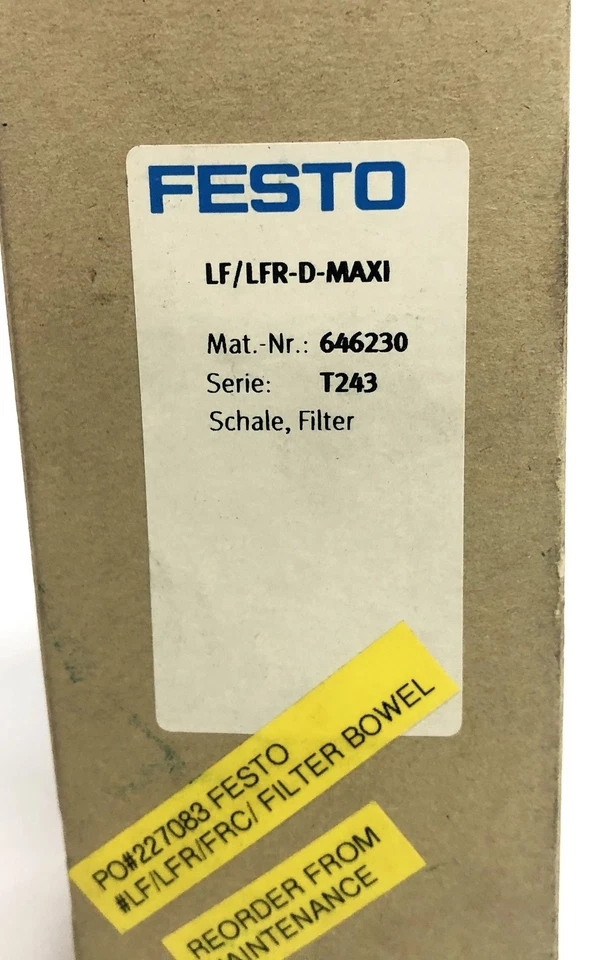 FESTO
LF/LFR-D-MAXI
Mat.-Nr.: 646230
Serie: T243
Schale, Filter
PO#227083 FESTO
#LF/LFR/FRC/ FILTER BOWEL
REORDER FROM
MAINTENANCE